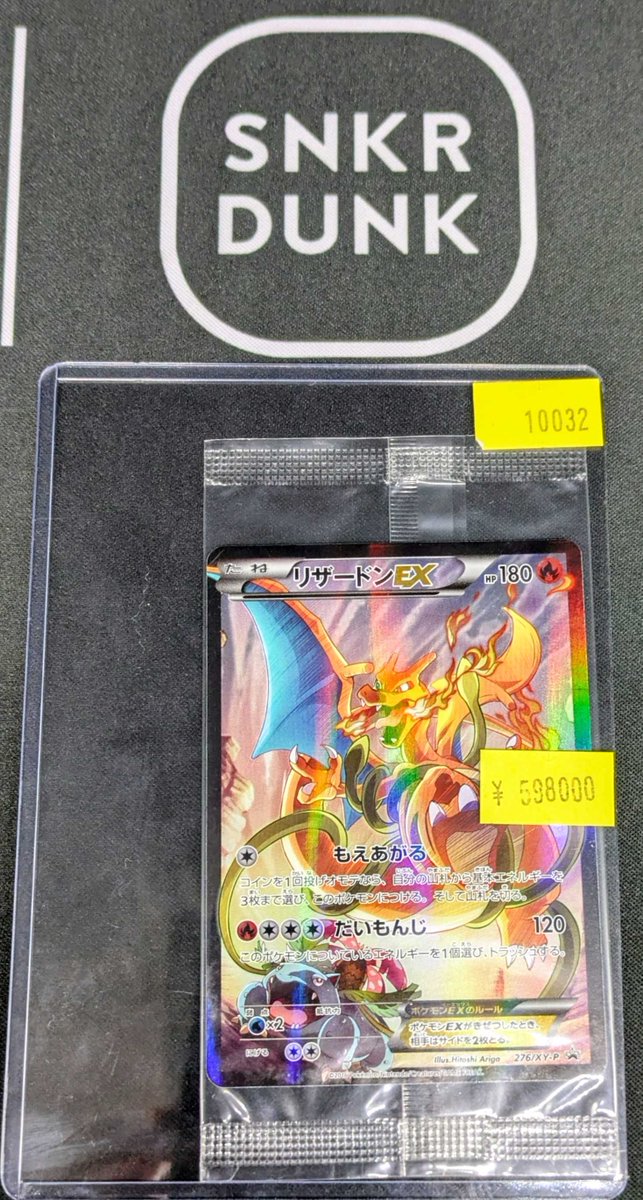 SNKR
DUNK
10032
たね
リザードンEX
HP180
¥ 598000
もえあがる
コインを1回投げオモテなら、自分の山札から基本エネルギーを
3枚まで選び、このポケモンにつける。そして山札を切る。
だいもんじ 120
このポケモンについているエネルギーを1個選び、トラッシュする。
弱点
×2
抵抗力
にげる
ポケモンEXのルール
ポケモンEXがきぜつしたとき、
相手はサイドを2枚とる。
Illus.Hitoshi Ariga
276/XY-P